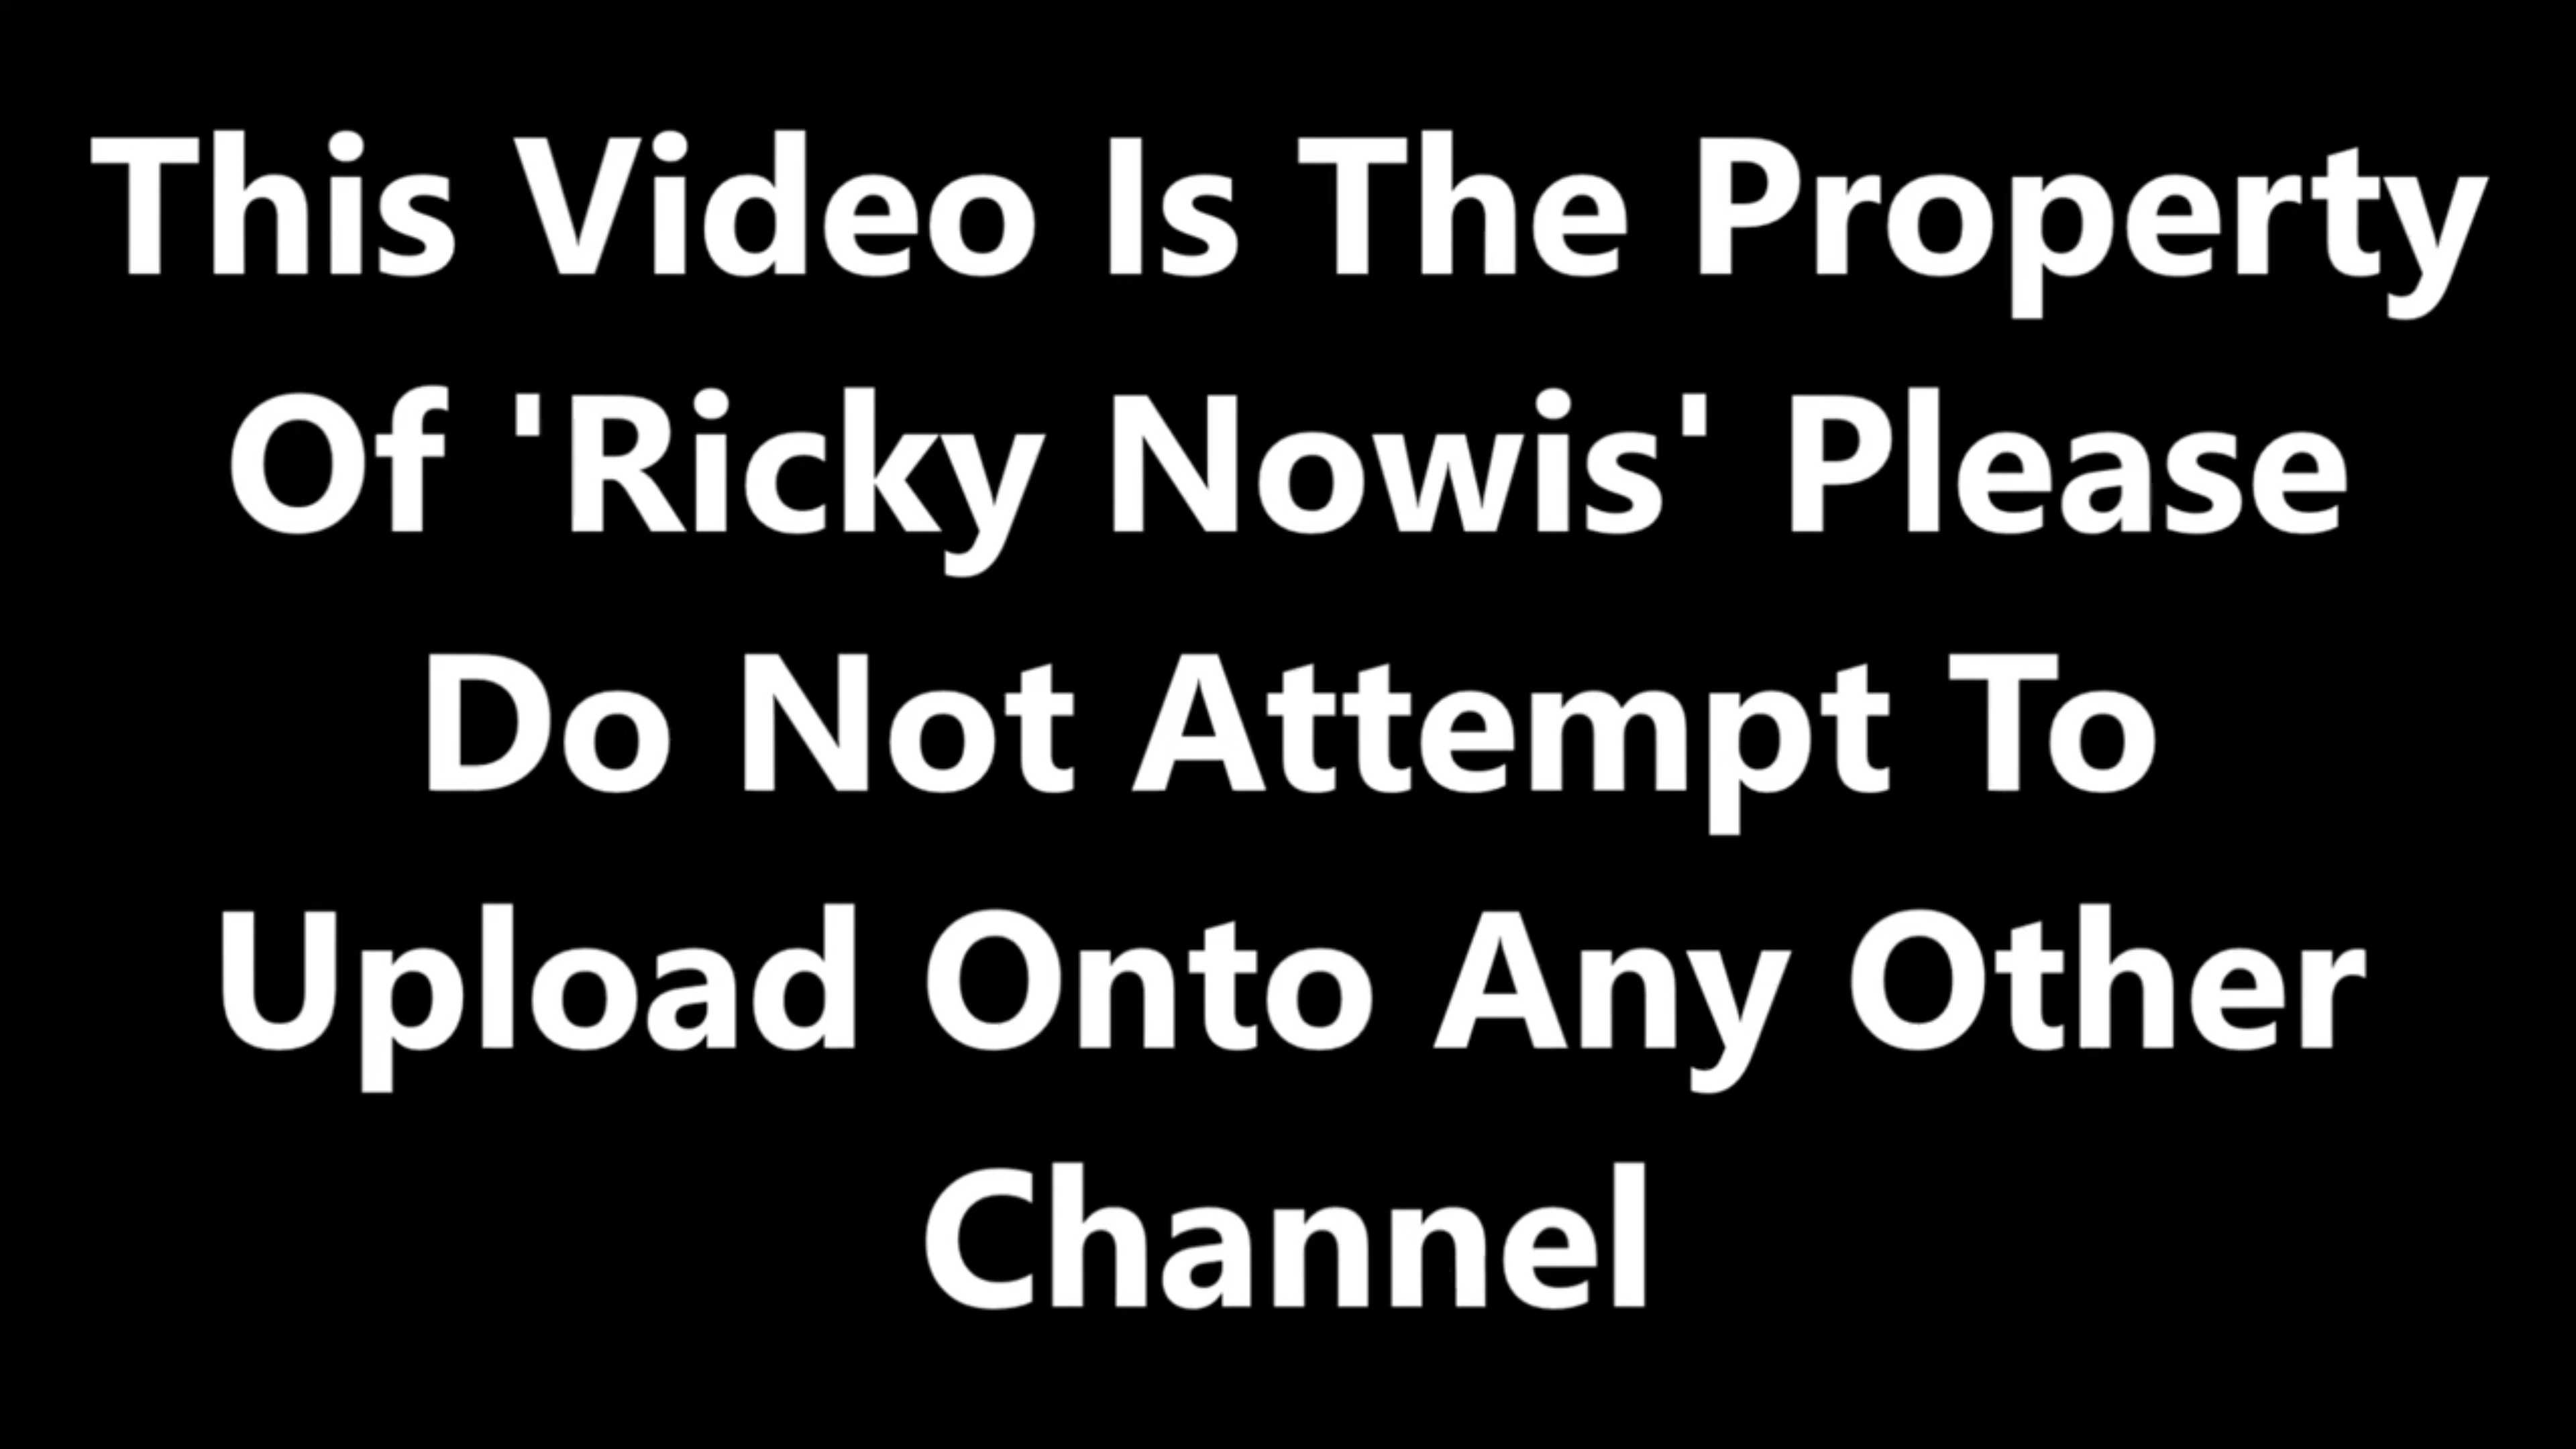 This Video Is The Property
Of 'Ricky Nowis' Please
Do Not Attempt To
Upload Onto Any Other
Channel